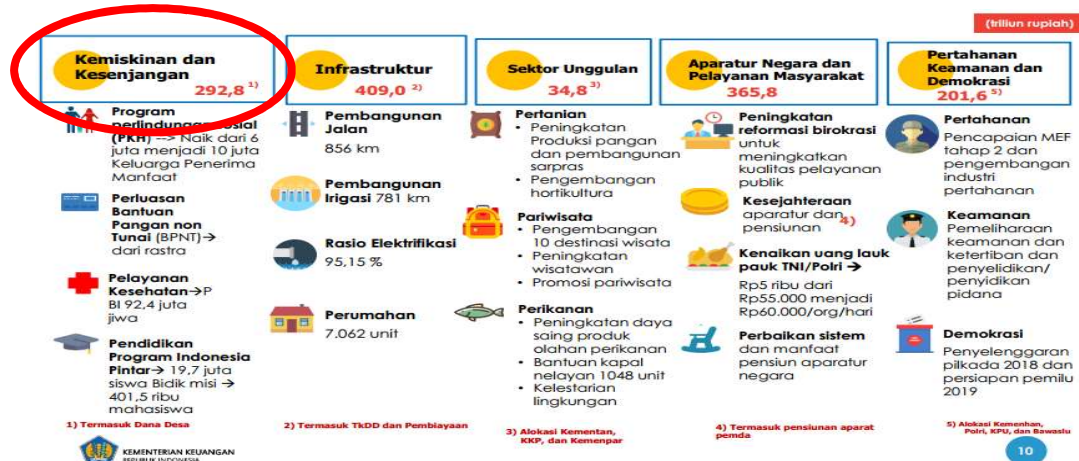 (triliun rupiah)
Kemiskinan dan
Kesenjangan
292,8 1)
Program
perlindungan Sosial
(PKH) --> Naik dari 6
juta menjadi 10 juta
Keluarga Penerima
Manfaat
Perluasan
Bantuan
Pangan non
Tunai (BPNT)→
dari rastra
Pelayanan
Kesehatan→P
BI 92,4 juta
jiwa
Pendidikan
Program Indonesia
Pintar→ 19,7 juta
siswa Bidik misi →
401,5 ribu
mahasiswa
1) Termasuk Dana Desa
Infrastruktur
409,0 2)
Pembangunan
Jalan
856 km
Pembangunan
Irigasi 781 km
Rasio Elektrifikasi
95,15 %
Perumahan
7.062 unit
2) Termasuk TkDD dan Pembiayaan
Sektor Unggulan
34,8 3)
Pertanian
• Peningkatan
Produksi pangan
dan pembangunan
sarpras
• Pengembangan
hortikultura
Pariwisata
• Pengembangan
10 destinasi wisata
• Peningkatan
wisatawan
• Promosi pariwisata
Perikanan
• Peningkatan daya
saing produk
olahan perikanan
• Bantuan kapal
nelayan 1048 unit
• Kelestarian
lingkungan
3) Alokasi Kementan,
KKP, dan Kemenpar
Aparatur Negara dan
Pelayanan Masyarakat
365,8
Peningkatan
reformasi birokrasi
untuk
meningkatkan
kualitas pelayanan
publik
Kesejahteraan
aparatur dan
pensiunan 4)
Kenaikan uang lauk
pauk TNI/Polri →
Rp5 ribu dari
Rp55.000 menjadi
Rp60.000/org/hari
Perbaikan sistem
dan manfaat
pensiun aparatur
negara
4) Termasuk pensiunan aparat
pemda
Pertahanan
Keamanan dan
Demokrasi
201,6 5)
Pertahanan
Pencapaian MEF
tahap 2 dan
pengembangan
industri
pertahanan
Keamanan
Pemeliharaan
keamanan dan
ketertiban dan
penyelidikan/
penyidikan
pidana
Demokrasi
Penyelenggaran
pilkada 2018 dan
persiapan pemilu
2019
5) Alokasi Kemenhan,
Polri, KPU, dan Bawaslu
KEMENTERIAN KEUANGAN
REPUBLIK INDONESIA
10